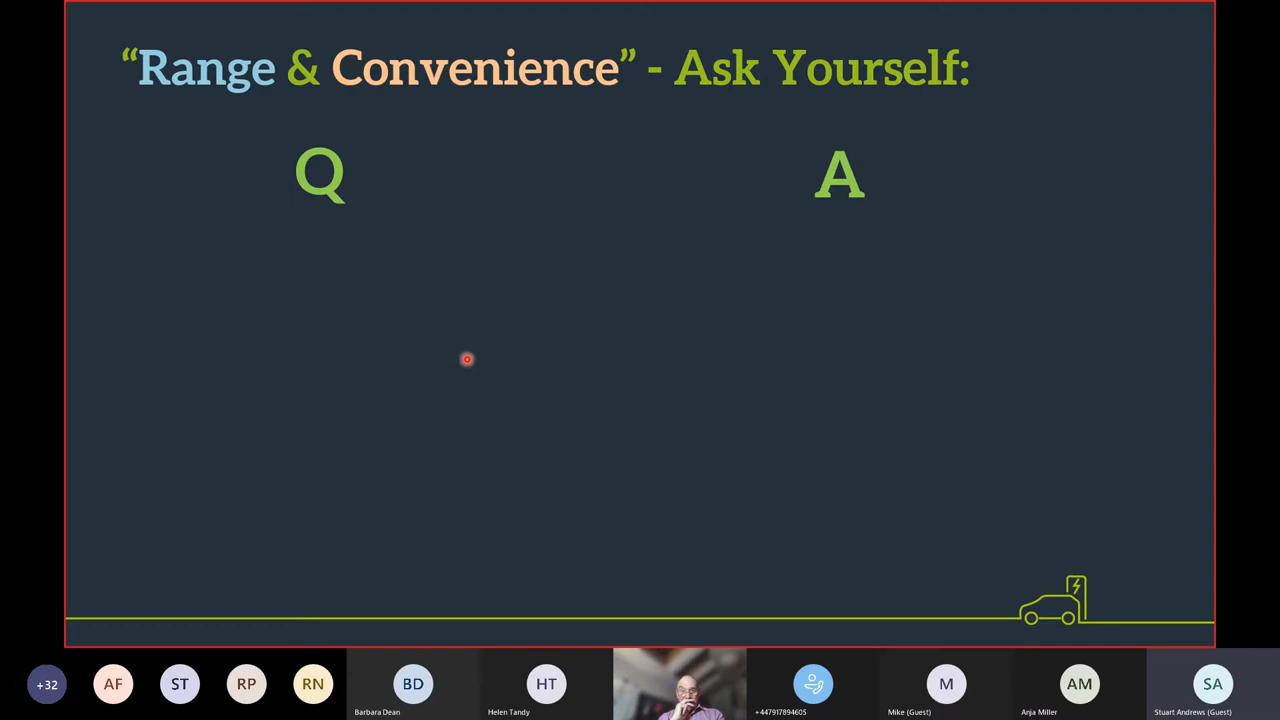 “Range & Convenience” - Ask Yourself:
Q A
+32 AF ST RP RN BD HT M AM SA
Barbara Dean Helen Tandy +447917894605 Mike (Guest) Anja Miller Stuart Andrews (Guest)